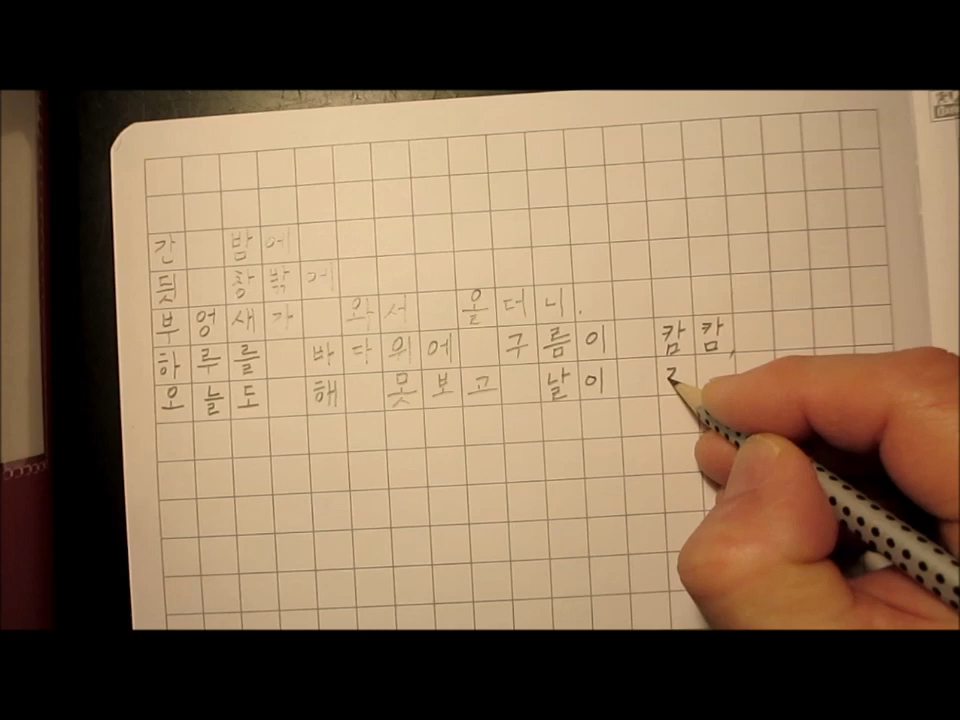 간 밤에
뒷 창밖에
부엉새가 와서 울더니.
하루를 바다위에 구름이 캄캄,
오늘도 해 못보고 날이